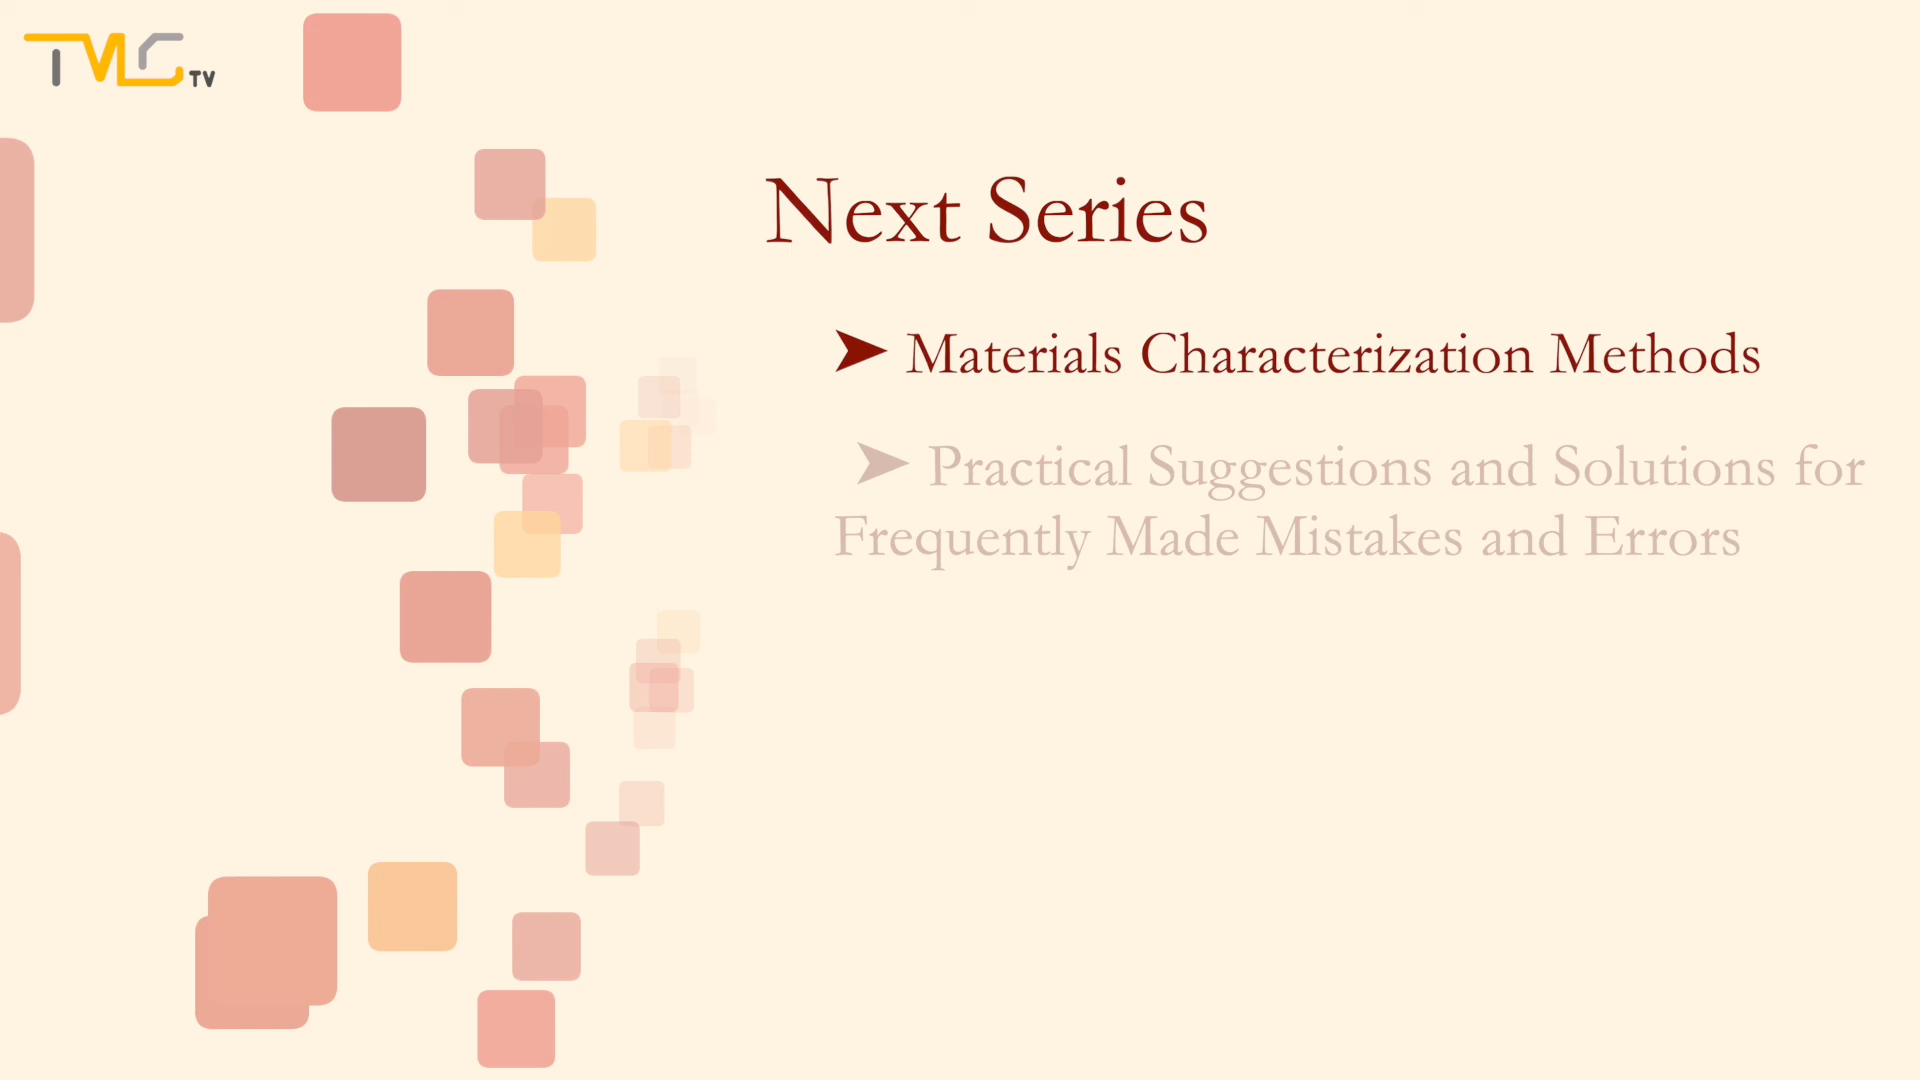 TMC TV
Next Series
➤ Materials Characterization Methods
➤ Practical Suggestions and Solutions for
Frequently Made Mistakes and Errors